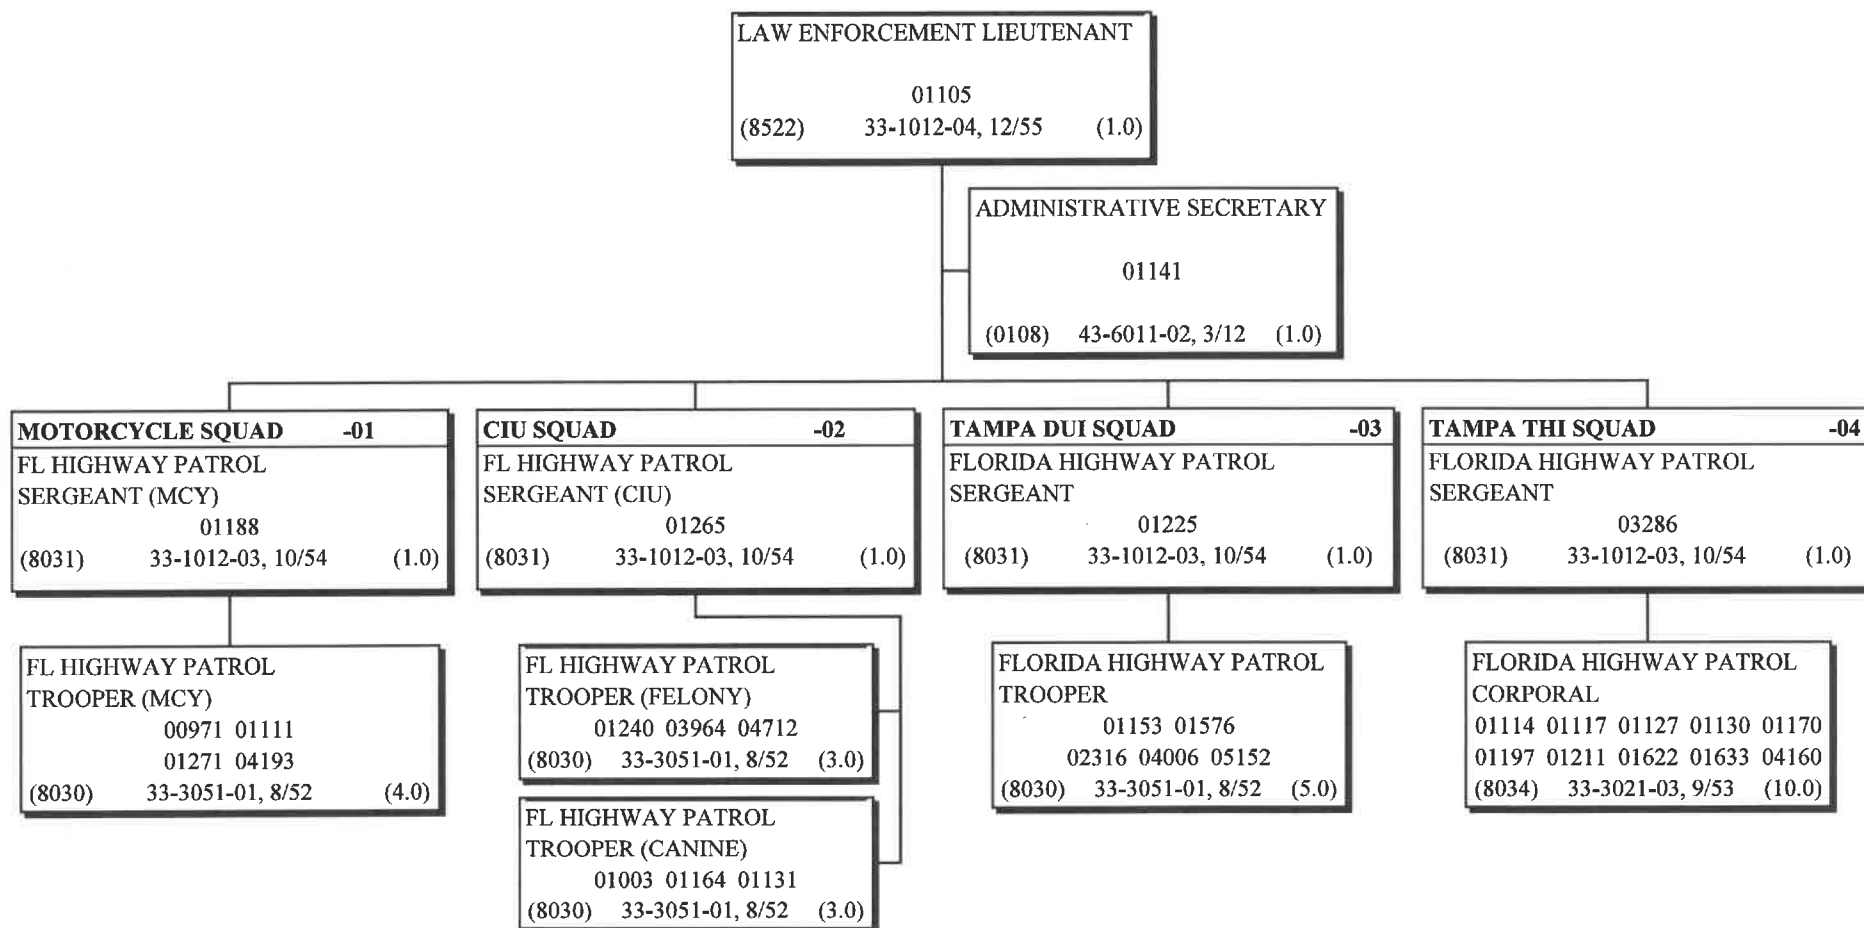 LAW ENFORCEMENT LIEUTENANT
01105
(8522) 33-1012-04, 12/55 (1.0)
ADMINISTRATIVE SECRETARY
01141
(0108) 43-6011-02, 3/12 (1.0)
MOTORCYCLE SQUAD -01
FL HIGHWAY PATROL
SERGEANT (MCY)
01188
(8031) 33-1012-03, 10/54 (1.0)
FL HIGHWAY PATROL
TROOPER (MCY)
00971 01111
01271 04193
(8030) 33-3051-01, 8/52 (4.0)
CIU SQUAD -02
FL HIGHWAY PATROL
SERGEANT (CIU)
01265
(8031) 33-1012-03, 10/54 (1.0)
FL HIGHWAY PATROL
TROOPER (FELONY)
01240 03964 04712
(8030) 33-3051-01, 8/52 (3.0)
FL HIGHWAY PATROL
TROOPER (CANINE)
01003 01164 01131
(8030) 33-3051-01, 8/52 (3.0)
TAMPA DUI SQUAD -03
FLORIDA HIGHWAY PATROL
SERGEANT
01225
(8031) 33-1012-03, 10/54 (1.0)
FLORIDA HIGHWAY PATROL
TROOPER
01153 01576
02316 04006 05152
(8030) 33-3051-01, 8/52 (5.0)
TAMPA THI SQUAD -04
FLORIDA HIGHWAY PATROL
SERGEANT
03286
(8031) 33-1012-03, 10/54 (1.0)
FLORIDA HIGHWAY PATROL
CORPORAL
01114 01117 01127 01130 01170
01197 01211 01622 01633 04160
(8034) 33-3021-03, 9/53 (10.0)